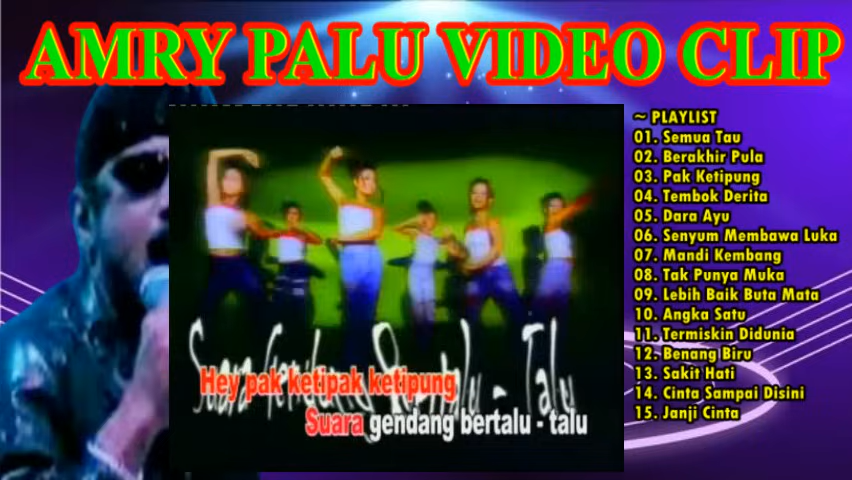 AMRY PALU VIDEO CLIP
~ PLAYLIST
01. Semua Tau
02. Berakhir Pula
03. Pak Ketipung
04. Tembok Derita
05. Dara Ayu
06. Senyum Membawa Luka
07. Mandi Kembang
08. Tak Punya Muka
09. Lebih Baik Buta Mata
10. Angka Satu
11. Termiskin Didunia
12. Benang Biru
13. Sakit Hati
14. Cinta Sampai Disini
15. Janji Cinta
Suara Bertalu - Talu
Hey pak ketipak ketipung
Suara gendang bertalu - talu